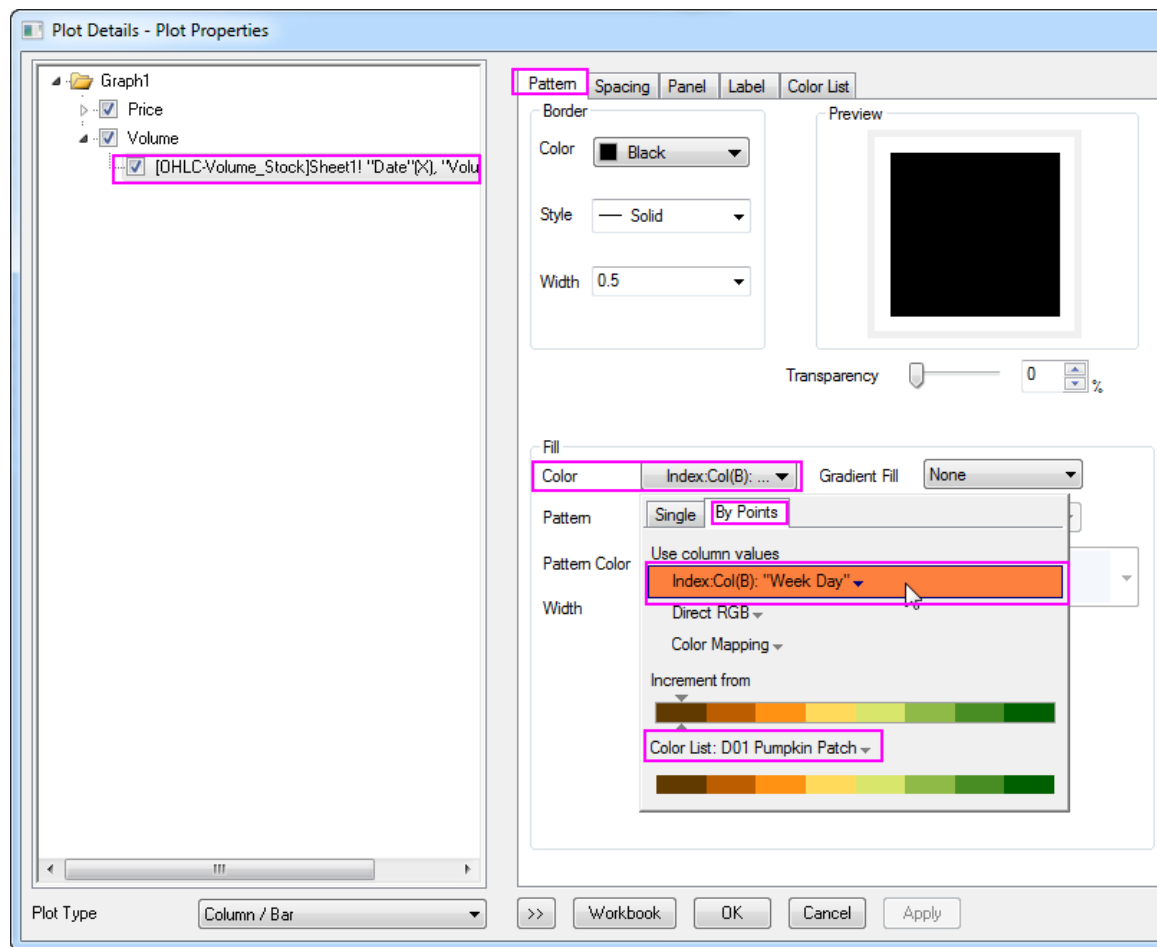 Plot Details - Plot Properties
Graph1
Price
Volume
[OHLC-Volume_Stock]Sheet1! "Date"(X), "Volu
Pattern Spacing Panel Label Color List
Border
Color Black
Style Solid
Width 0.5
Preview
Transparency 0 %
Fill
Color Index:Col(B): ... Gradient Fill None
Pattern
Pattern Color
Width
Single By Points
Use column values
Index:Col(B): "Week Day"
Direct RGB
Color Mapping
Increment from
Color List: D01 Pumpkin Patch
Plot Type Column / Bar >> Workbook OK Cancel Apply